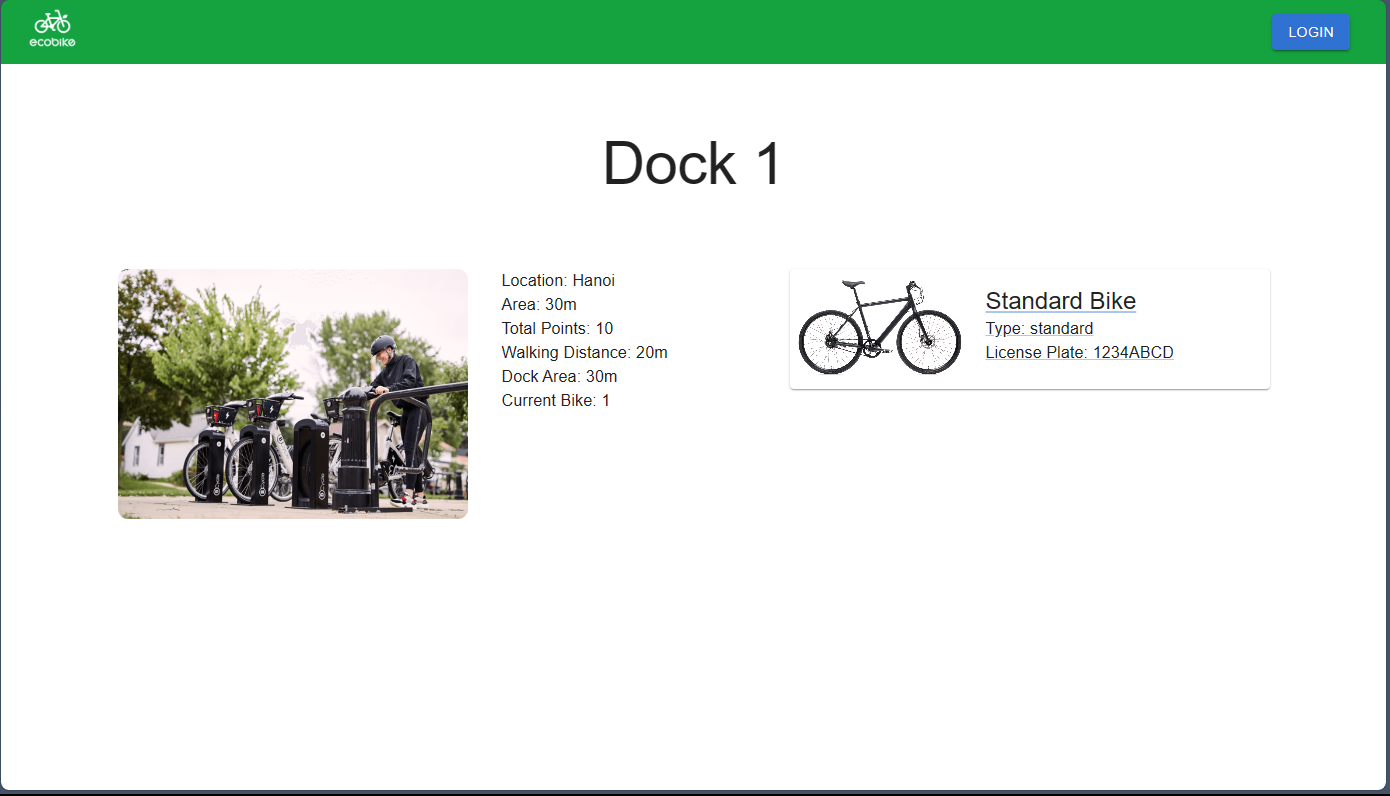 ecobike
LOGIN
Dock 1
Location: Hanoi
Area: 30m
Total Points: 10
Walking Distance: 20m
Dock Area: 30m
Current Bike: 1
Standard Bike
Type: standard
License Plate: 1234ABCD